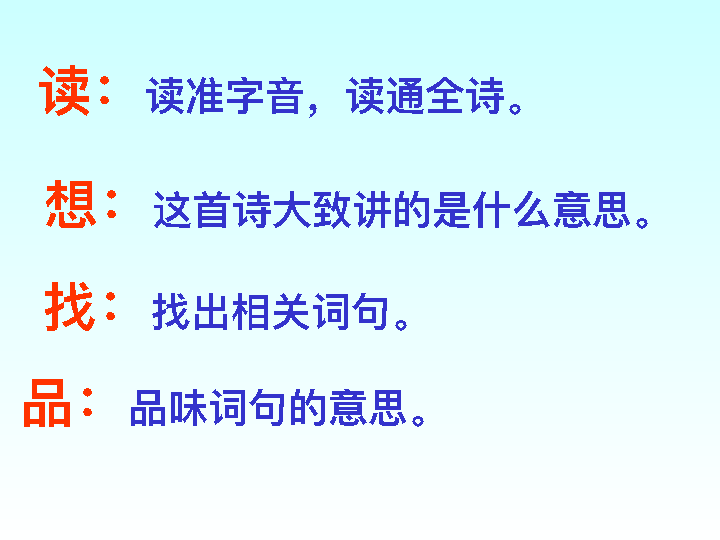 读：读准字音，读通全诗。
想：这首诗大致讲的是什么意思。
找：找出相关词句。
品：品味词句的意思。